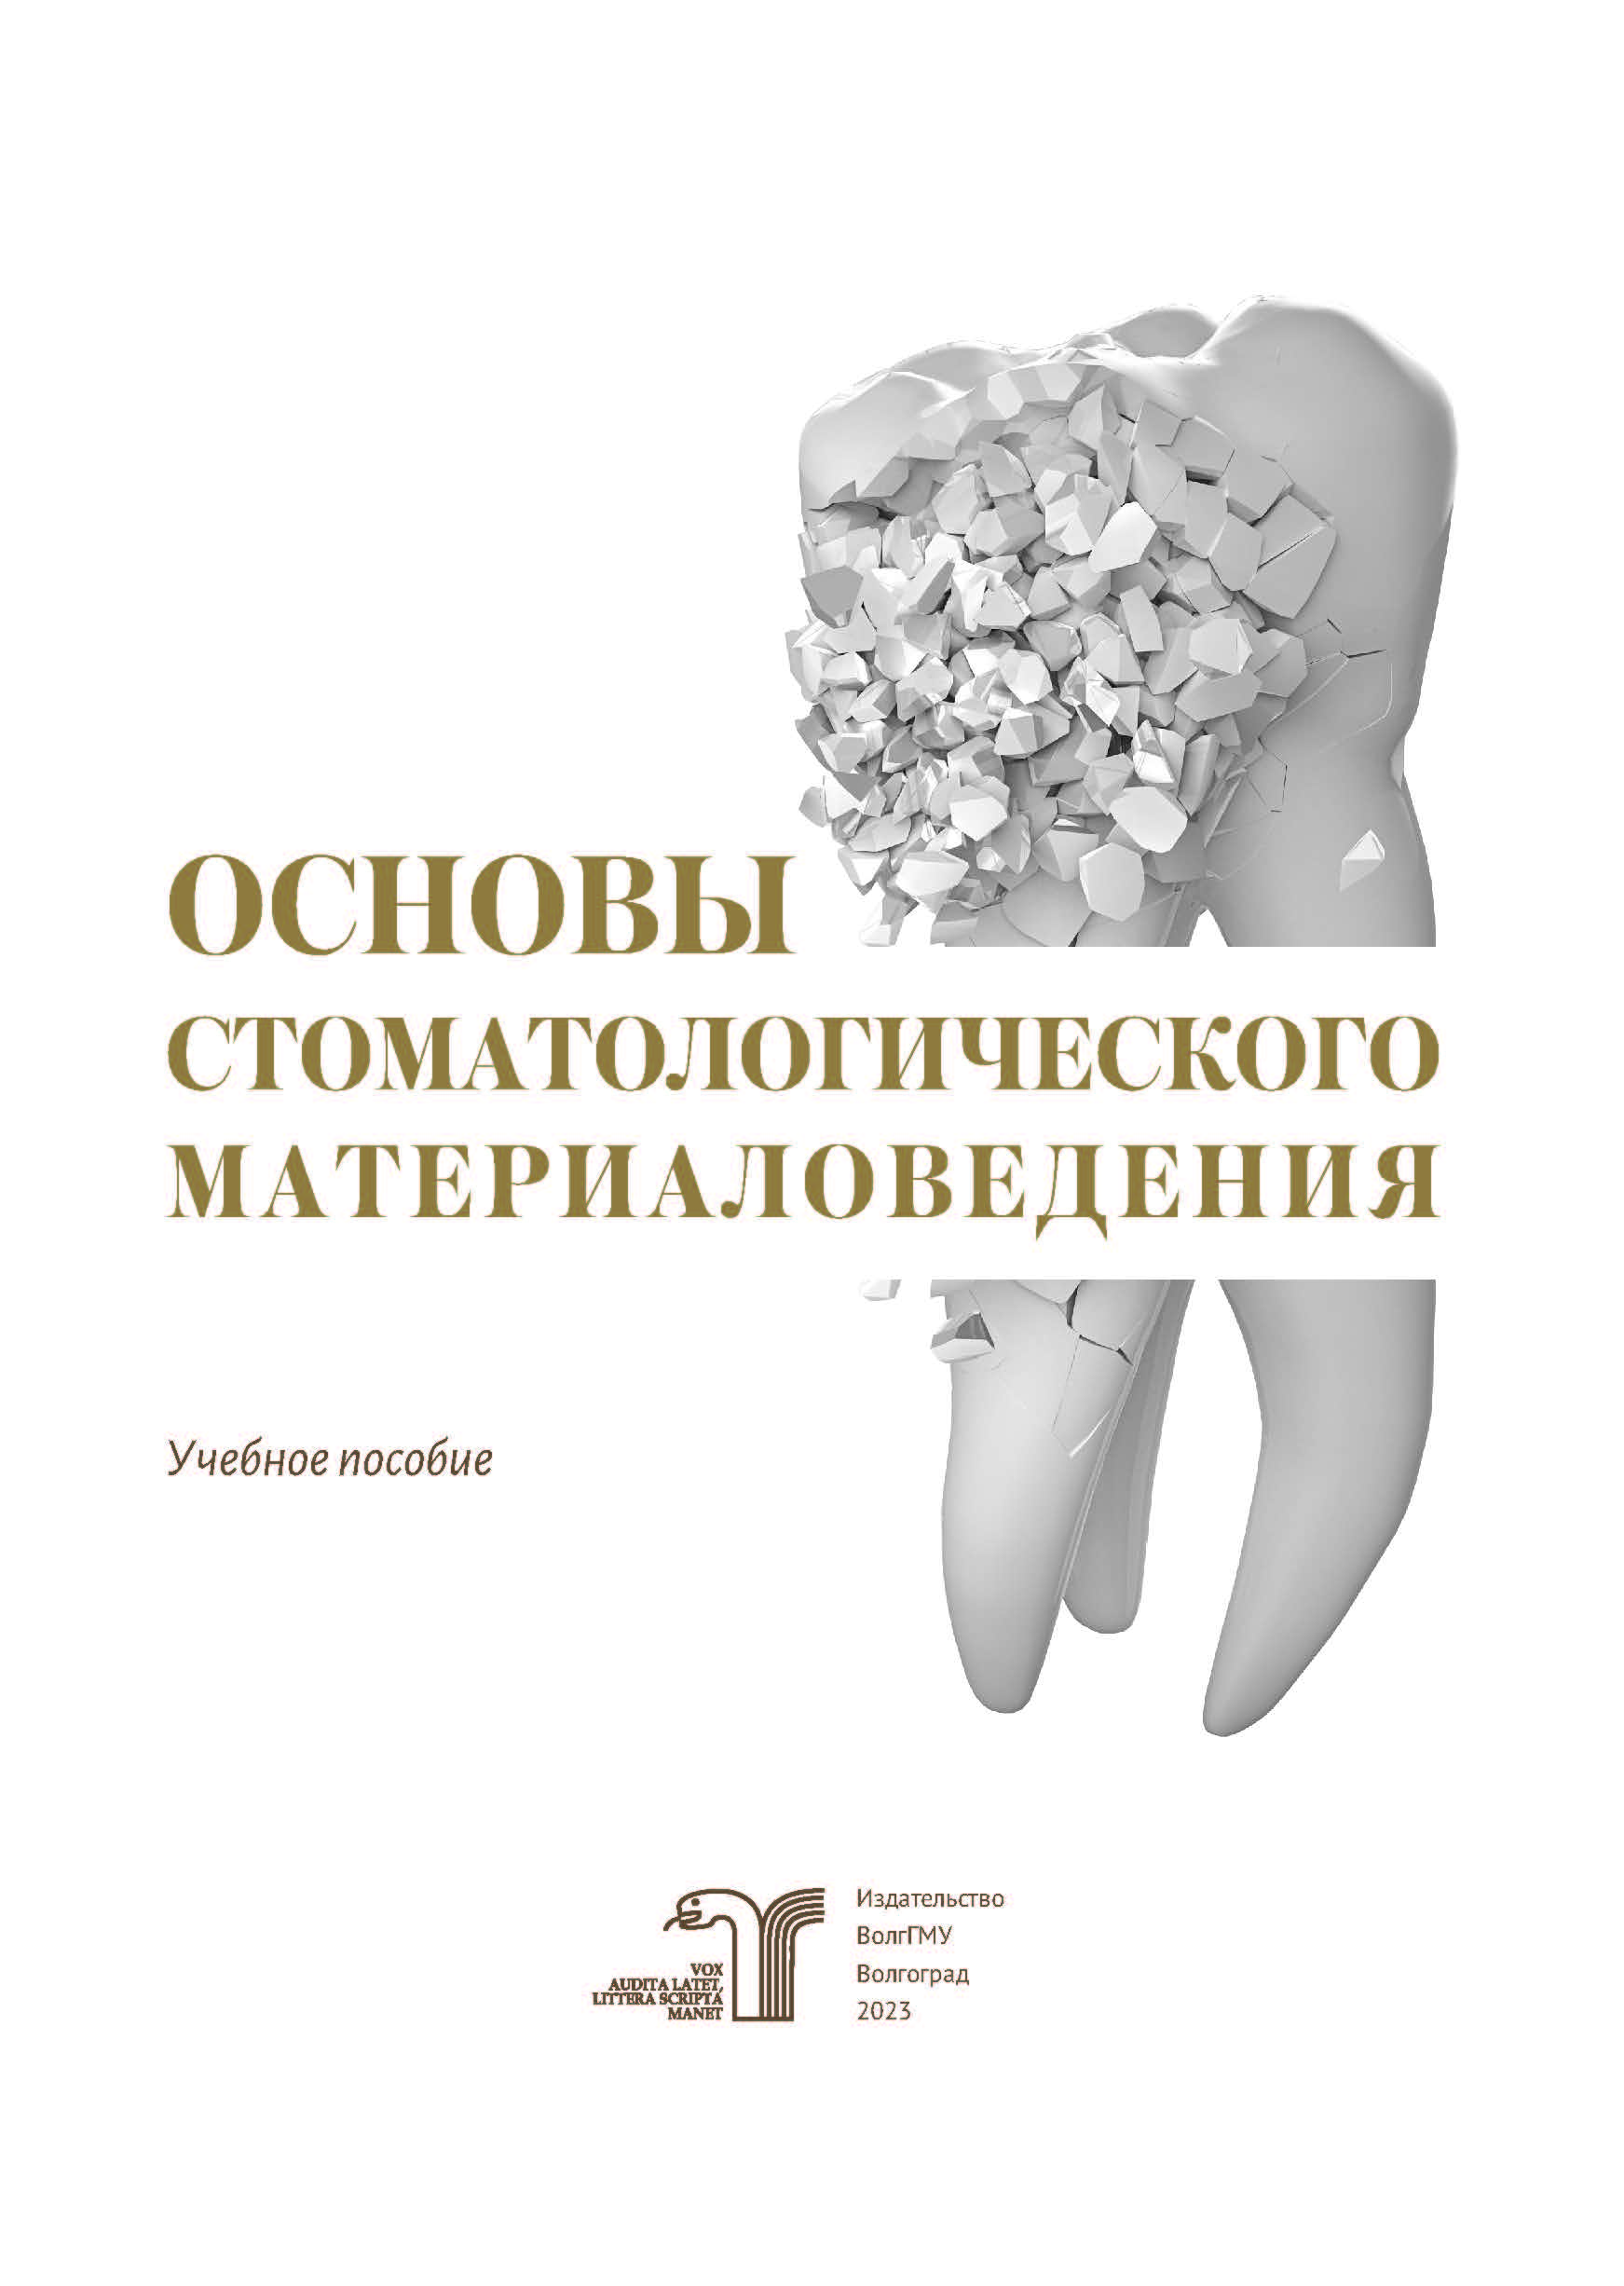 ОСНОВЫ
СТОМАТОЛОГИЧЕСКОГО
МАТЕРИАЛОВЕДЕНИЯ
Учебное пособие
VOX
AUDITA LATET,
LITTERA SCRIPTA
MANET
Издательство
ВолгГМУ
Волгоград
2023